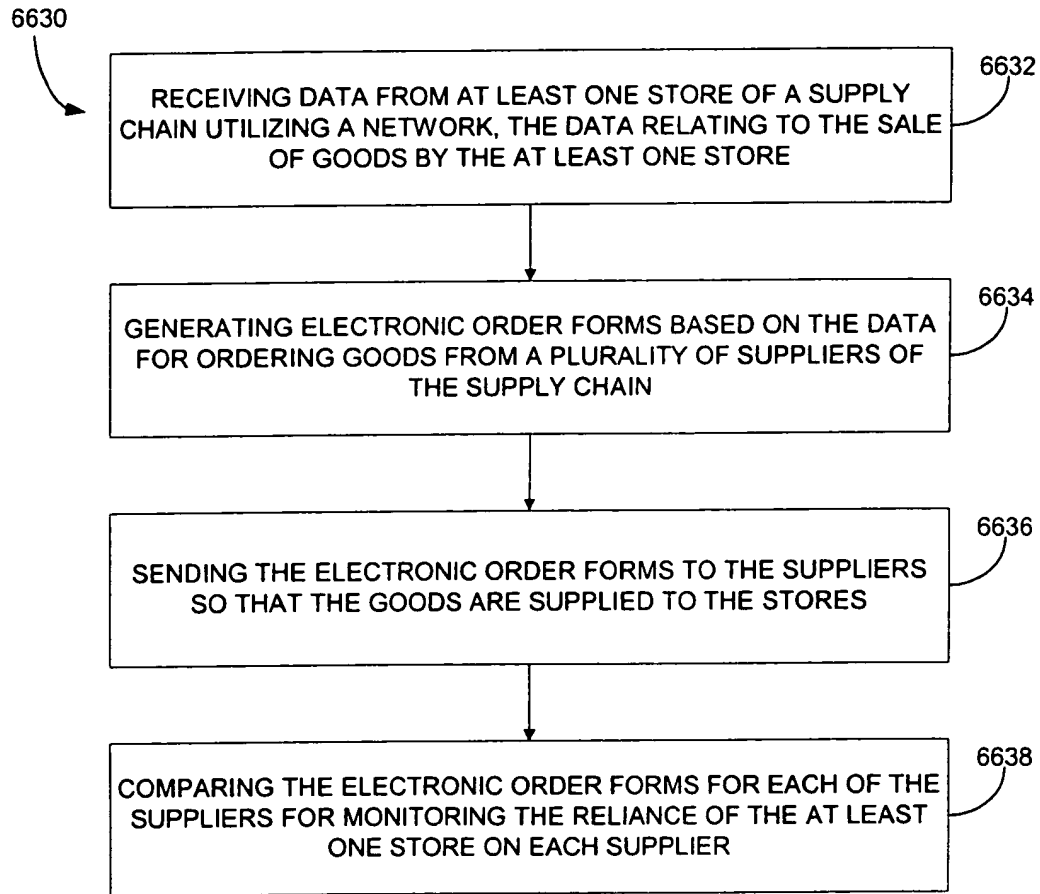 6630
6632
RECEIVING DATA FROM AT LEAST ONE STORE OF A SUPPLY
CHAIN UTILIZING A NETWORK, THE DATA RELATING TO THE SALE
OF GOODS BY THE AT LEAST ONE STORE
6634
GENERATING ELECTRONIC ORDER FORMS BASED ON THE DATA
FOR ORDERING GOODS FROM A PLURALITY OF SUPPLIERS OF
THE SUPPLY CHAIN
6636
SENDING THE ELECTRONIC ORDER FORMS TO THE SUPPLIERS
SO THAT THE GOODS ARE SUPPLIED TO THE STORES
6638
COMPARING THE ELECTRONIC ORDER FORMS FOR EACH OF THE
SUPPLIERS FOR MONITORING THE RELIANCE OF THE AT LEAST
ONE STORE ON EACH SUPPLIER